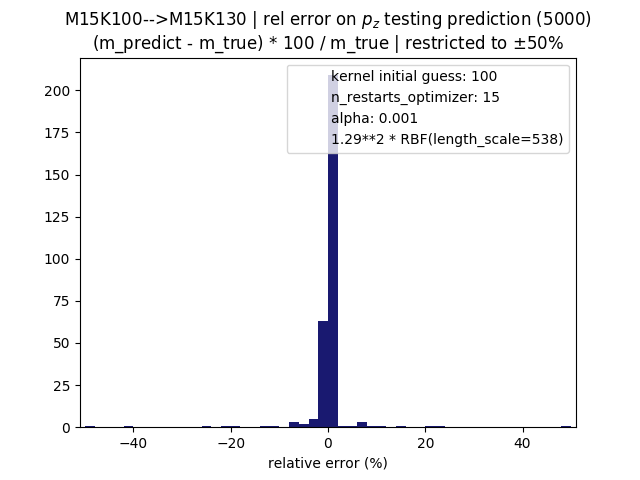 M15K100-->M15K130 | rel error on p_z testing prediction (5000)
(m_predict - m_true) * 100 / m_true | restricted to ±50%
kernel initial guess: 100
n_restarts_optimizer: 15
alpha: 0.001
1.29**2 * RBF(length_scale=538)
200
175
150
125
100
75
50
25
0
−40 −20 0 20 40
relative error (%)